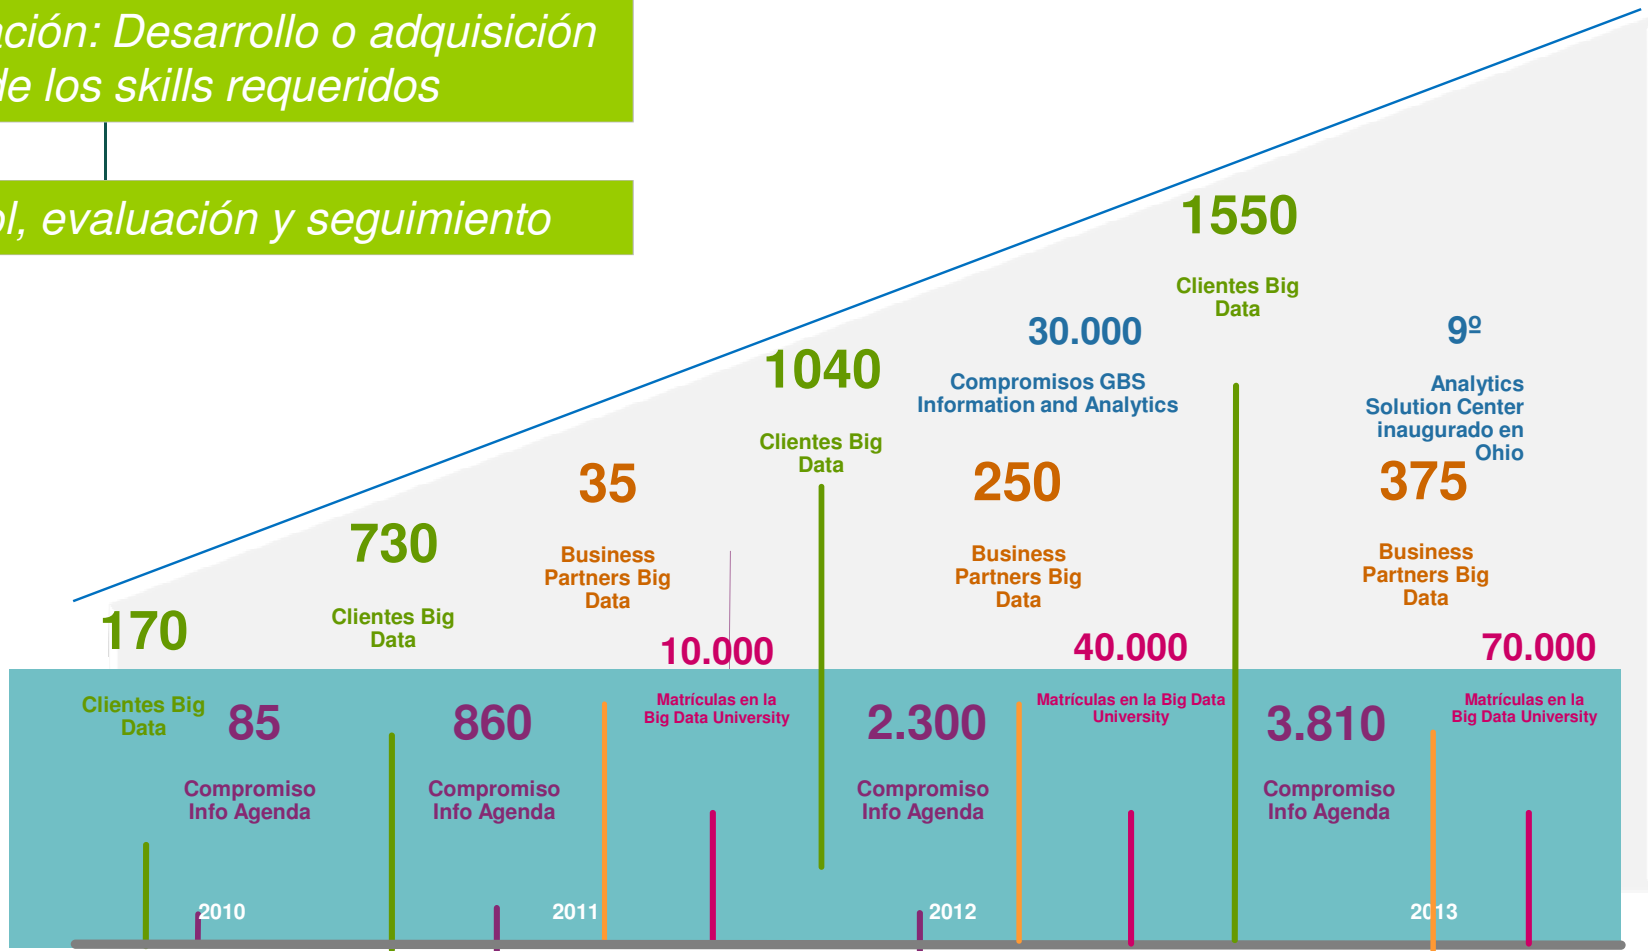 de los skills requeridos
evaluación y seguimiento
Desarrollo o adquisición
1550
Clientes Big
Data
30.000
Compromisos GBS
Information and Analytics
9º
Analytics
Solution Center
inaugurado en
Ohio
1040
Clientes Big
Data
35
Business
Partners Big
Data
250
Business
Partners Big
Data
375
Business
Partners Big
Data
730
Clientes Big
Data
170
Clientes Big
Data
10.000
Matrículas en la
Big Data University
40.000
Matrículas en la Big Data
University
70.000
Matrículas en la
Big Data University
85
Compromiso
Info Agenda
860
Compromiso
Info Agenda
2.300
Compromiso
Info Agenda
3.810
Compromiso
Info Agenda
2010
2011
2012
2013